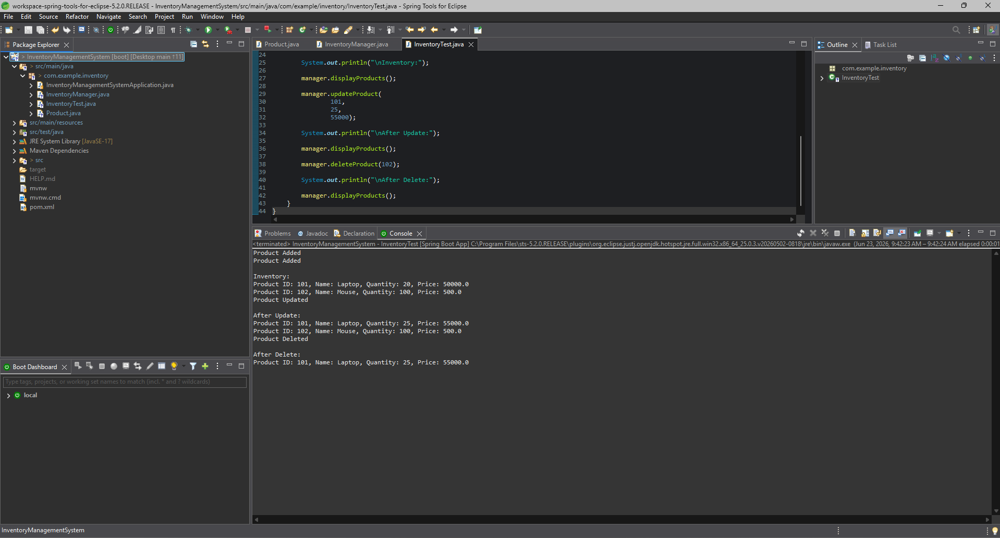 workspace-spring-tools-for-eclipse-5.2.0.RELEASE - InventoryManagementSystem/src/main/java/com/example/inventory/InventoryTest.java - Spring Tools for Eclipse
File Edit Source Refactor Navigate Search Project Run Window Help
Package Explorer
> InventoryManagementSystem [boot] [Desktop main ↑11]
> src/main/java
> com.example.inventory
InventoryManagementSystemApplication.java
InventoryManager.java
InventoryTest.java
Product.java
src/main/resources
src/test/java
JRE System Library [JavaSE-17]
Maven Dependencies
> src
target
HELP.md
mvnw
mvnw.cmd
pom.xml
Boot Dashboard
Type tags, projects, or working set names to match (incl. * and ? wildcards)
local
Product.java InventoryManager.java InventoryTest.java
24
25 System.out.println("\nInventory:");
26
27 manager.displayProducts();
28
29 manager.updateProduct(
30 101,
31 25,
32 55000);
33
34 System.out.println("\nAfter Update:");
35
36 manager.displayProducts();
37
38 manager.deleteProduct(102);
39
40 System.out.println("\nAfter Delete:");
41
42 manager.displayProducts();
43 }
44 }
Outline Task List
com.example.inventory
InventoryTest
Problems Javadoc Declaration Console
<terminated> InventoryManagementSystem - InventoryTest [Spring Boot App] C:\Program Files\sts-5.2.0.RELEASE\plugins\org.eclipse.justj.openjdk.hotspot.jre.full.win32.x86_64_25.0.3.v20260502-0818\jre\bin\javaw.exe (Jun 23, 2026, 9:42:23 AM – 9:42:24 AM elapsed 0:00:01
Product Added
Product Added
Inventory:
Product ID: 101, Name: Laptop, Quantity: 20, Price: 50000.0
Product ID: 102, Name: Mouse, Quantity: 100, Price: 500.0
Product Updated
After Update:
Product ID: 101, Name: Laptop, Quantity: 25, Price: 55000.0
Product ID: 102, Name: Mouse, Quantity: 100, Price: 500.0
Product Deleted
After Delete:
Product ID: 101, Name: Laptop, Quantity: 25, Price: 55000.0
InventoryManagementSystem